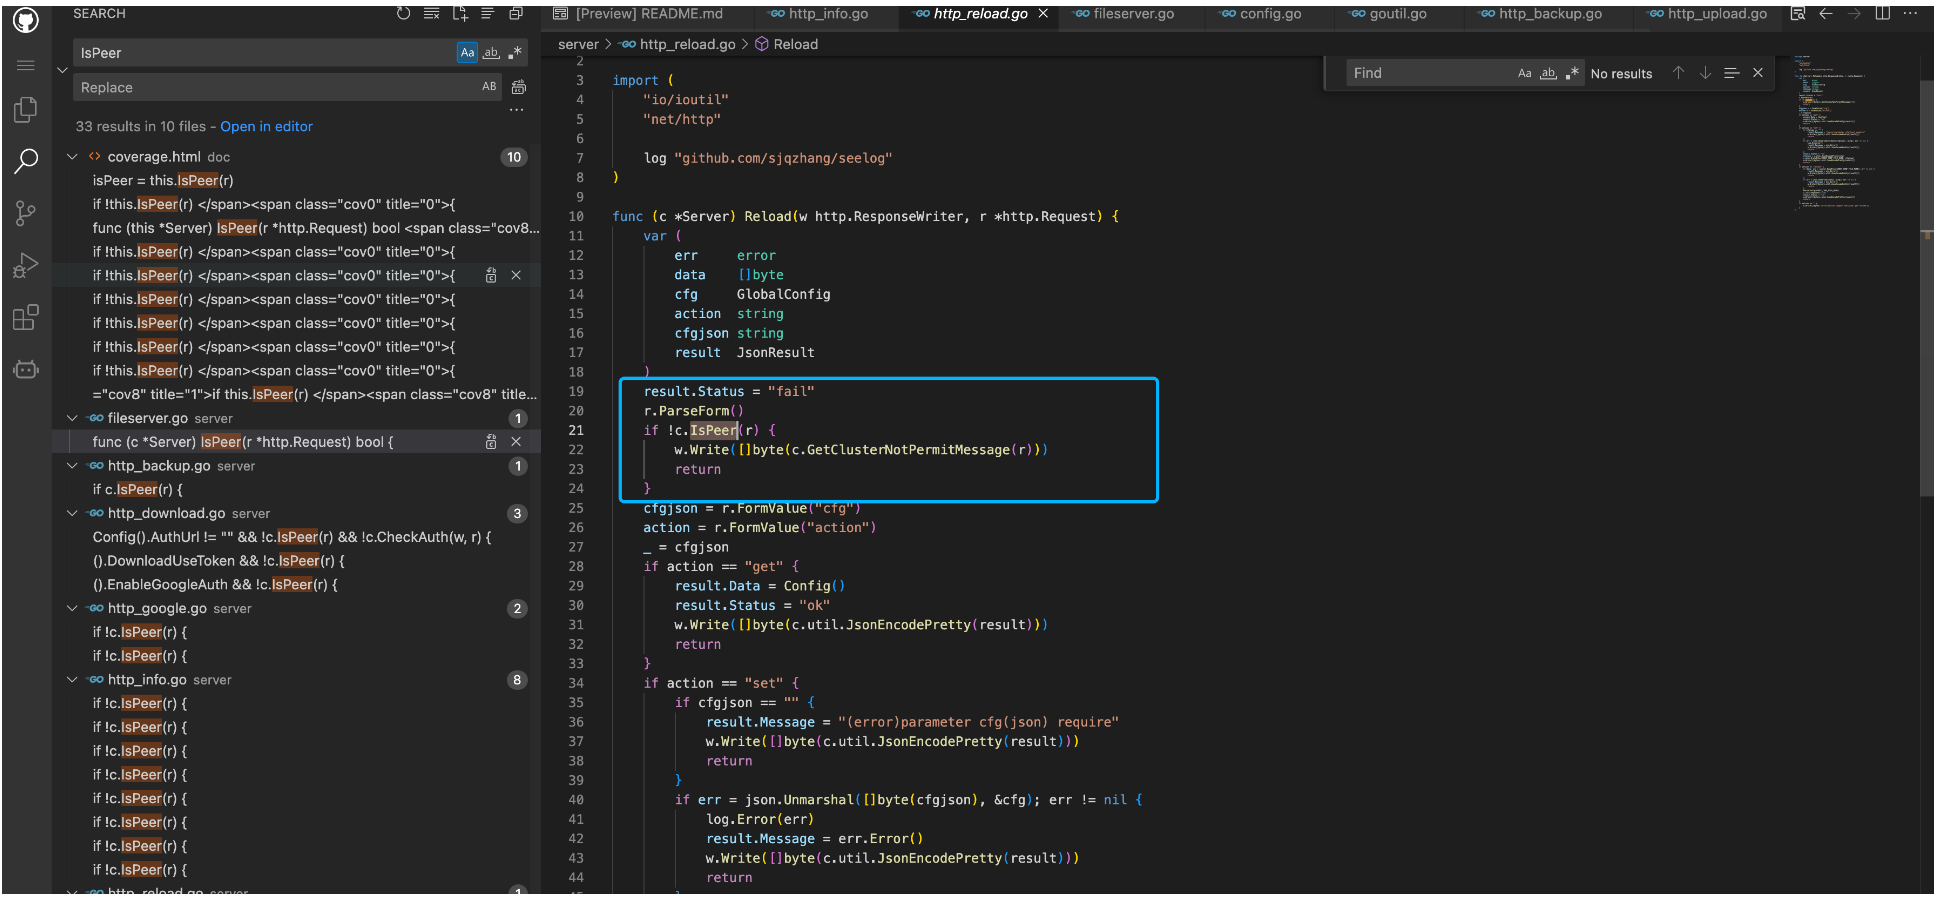 SEARCH
IsPeer
Aa
ab
Replace
AB
33 results in 10 files - Open in editor
coverage.html doc
10
isPeer = this.IsPeer(r)
if !this.IsPeer(r) </span><span class="cov0" title="0">{
func (this *Server) IsPeer(r *http.Request) bool <span class="cov8...
if !this.IsPeer(r) </span><span class="cov0" title="0">{
if !this.IsPeer(r) </span><span class="cov0" title="0">{
if !this.IsPeer(r) </span><span class="cov0" title="0">{
if !this.IsPeer(r) </span><span class="cov0" title="0">{
if !this.IsPeer(r) </span><span class="cov0" title="0">{
if !this.IsPeer(r) </span><span class="cov0" title="0">{
="cov8" title="1">if this.IsPeer(r) </span><span class="cov8" title...
fileserver.go server
1
func (c *Server) IsPeer(r *http.Request) bool {
http_backup.go server
1
if c.IsPeer(r) {
http_download.go server
3
Config().AuthUrl != "" && !c.IsPeer(r) && !c.CheckAuth(w, r) {
().DownloadUseToken && !c.IsPeer(r) {
().EnableGoogleAuth && !c.IsPeer(r) {
http_google.go server
2
if !c.IsPeer(r) {
if !c.IsPeer(r) {
http_info.go server
8
if !c.IsPeer(r) {
if !c.IsPeer(r) {
if !c.IsPeer(r) {
if !c.IsPeer(r) {
if !c.IsPeer(r) {
if !c.IsPeer(r) {
if !c.IsPeer(r) {
if !c.IsPeer(r) {
http_reload.go server
1
[Preview] README.md
GO http_info.go
GO http_reload.go
GO fileserver.go
GO config.go
GO goutil.go
GO http_backup.go
GO http_upload.go
server > GO http_reload.go > Reload
Find
Aa
ab
No results
2
3 import (
4 "io/ioutil"
5 "net/http"
6
7 log "github.com/sjqzhang/seelog"
8 )
9
10 func (c *Server) Reload(w http.ResponseWriter, r *http.Request) {
11 var (
12 err error
13 data []byte
14 cfg GlobalConfig
15 action string
16 cfgjson string
17 result JsonResult
18 )
19 result.Status = "fail"
20 r.ParseForm()
21 if !c.IsPeer(r) {
22 w.Write([]byte(c.GetClusterNotPermitMessage(r)))
23 return
24 }
25 cfgjson = r.FormValue("cfg")
26 action = r.FormValue("action")
27 _ = cfgjson
28 if action == "get" {
29 result.Data = Config()
30 result.Status = "ok"
31 w.Write([]byte(c.util.JsonEncodePretty(result)))
32 return
33 }
34 if action == "set" {
35 if cfgjson == "" {
36 result.Message = "(error)parameter cfg(json) require"
37 w.Write([]byte(c.util.JsonEncodePretty(result)))
38 return
39 }
40 if err = json.Unmarshal([]byte(cfgjson), &cfg); err != nil {
41 log.Error(err)
42 result.Message = err.Error()
43 w.Write([]byte(c.util.JsonEncodePretty(result)))
44 return